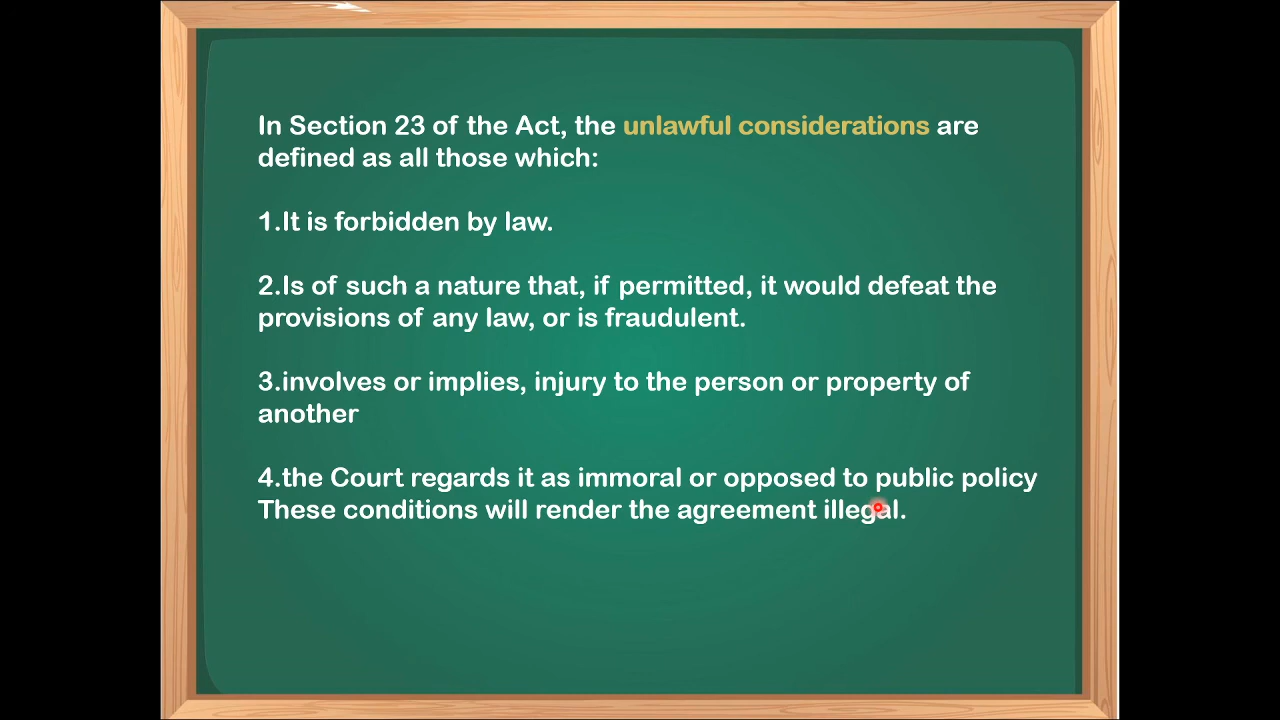 In Section 23 of the Act, the unlawful considerations are
defined as all those which:
1.It is forbidden by law.
2.Is of such a nature that, if permitted, it would defeat the
provisions of any law, or is fraudulent.
3.involves or implies, injury to the person or property of
another
4.the Court regards it as immoral or opposed to public policy
These conditions will render the agreement illegal.